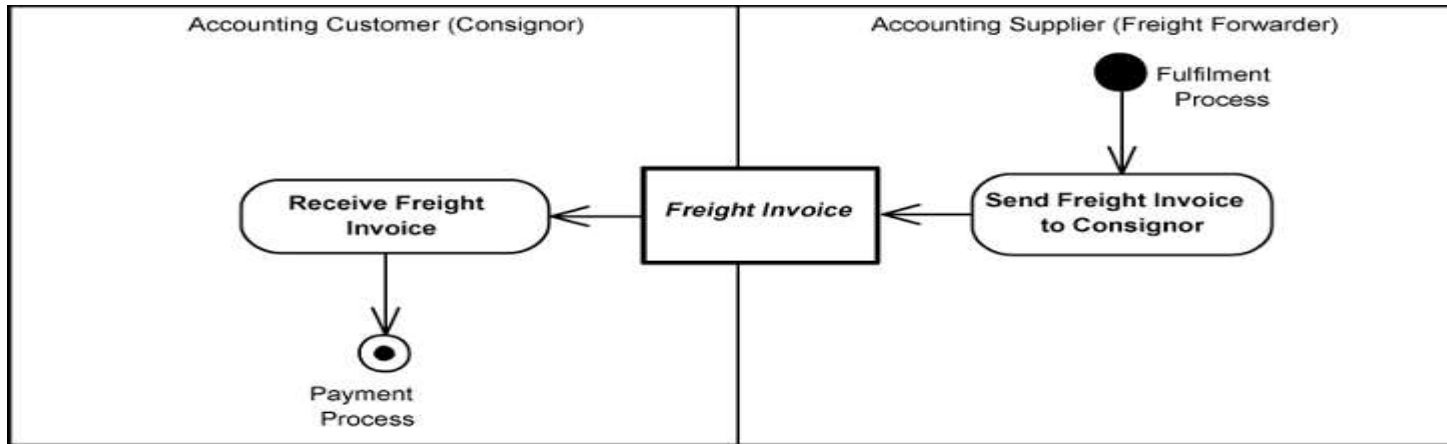 Accounting Customer (Consignor)
Accounting Supplier (Freight Forwarder)
Fulfilment
Process
Receive Freight
Invoice
Freight Invoice
Send Freight Invoice
to Consignor
Payment
Process